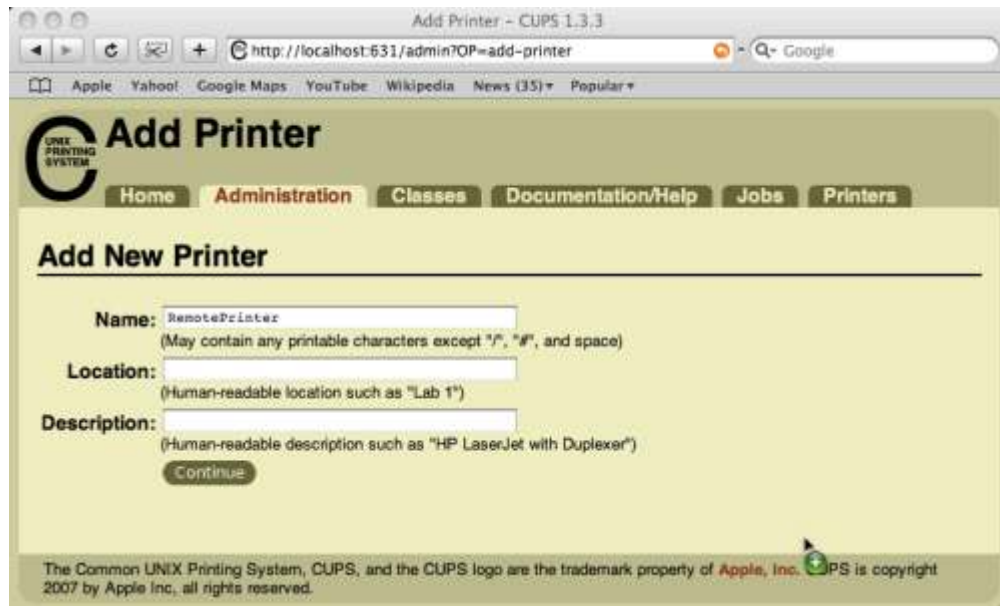 Add Printer - CUPS 1.3.3
http://localhost:631/admin?OP=add-printer
Google
Apple Yahoo! Google Maps YouTube Wikipedia News (35) Popular
UNIX
PRINTING
SYSTEM
Add Printer
Home Administration Classes Documentation/Help Jobs Printers
Add New Printer
Name: RemotePrinter
(May contain any printable characters except "/", "#", and space)
Location:
(Human-readable location such as "Lab 1")
Description:
(Human-readable description such as "HP LaserJet with Duplexer")
Continue
The Common UNIX Printing System, CUPS, and the CUPS logo are the trademark property of Apple, Inc. PS is copyright
2007 by Apple Inc, all rights reserved.